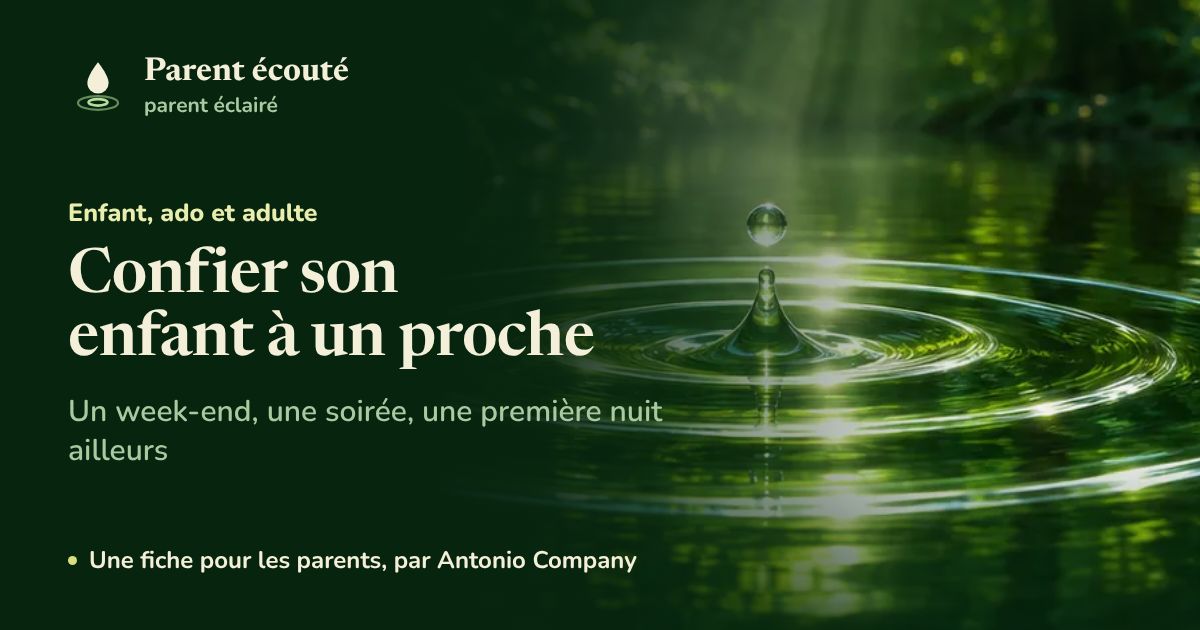 Parent écouté
parent éclairé
Enfant, ado et adulte
Confier son
enfant à un proche
Un week-end, une soirée, une première nuit
ailleurs
Une fiche pour les parents, par Antonio Company